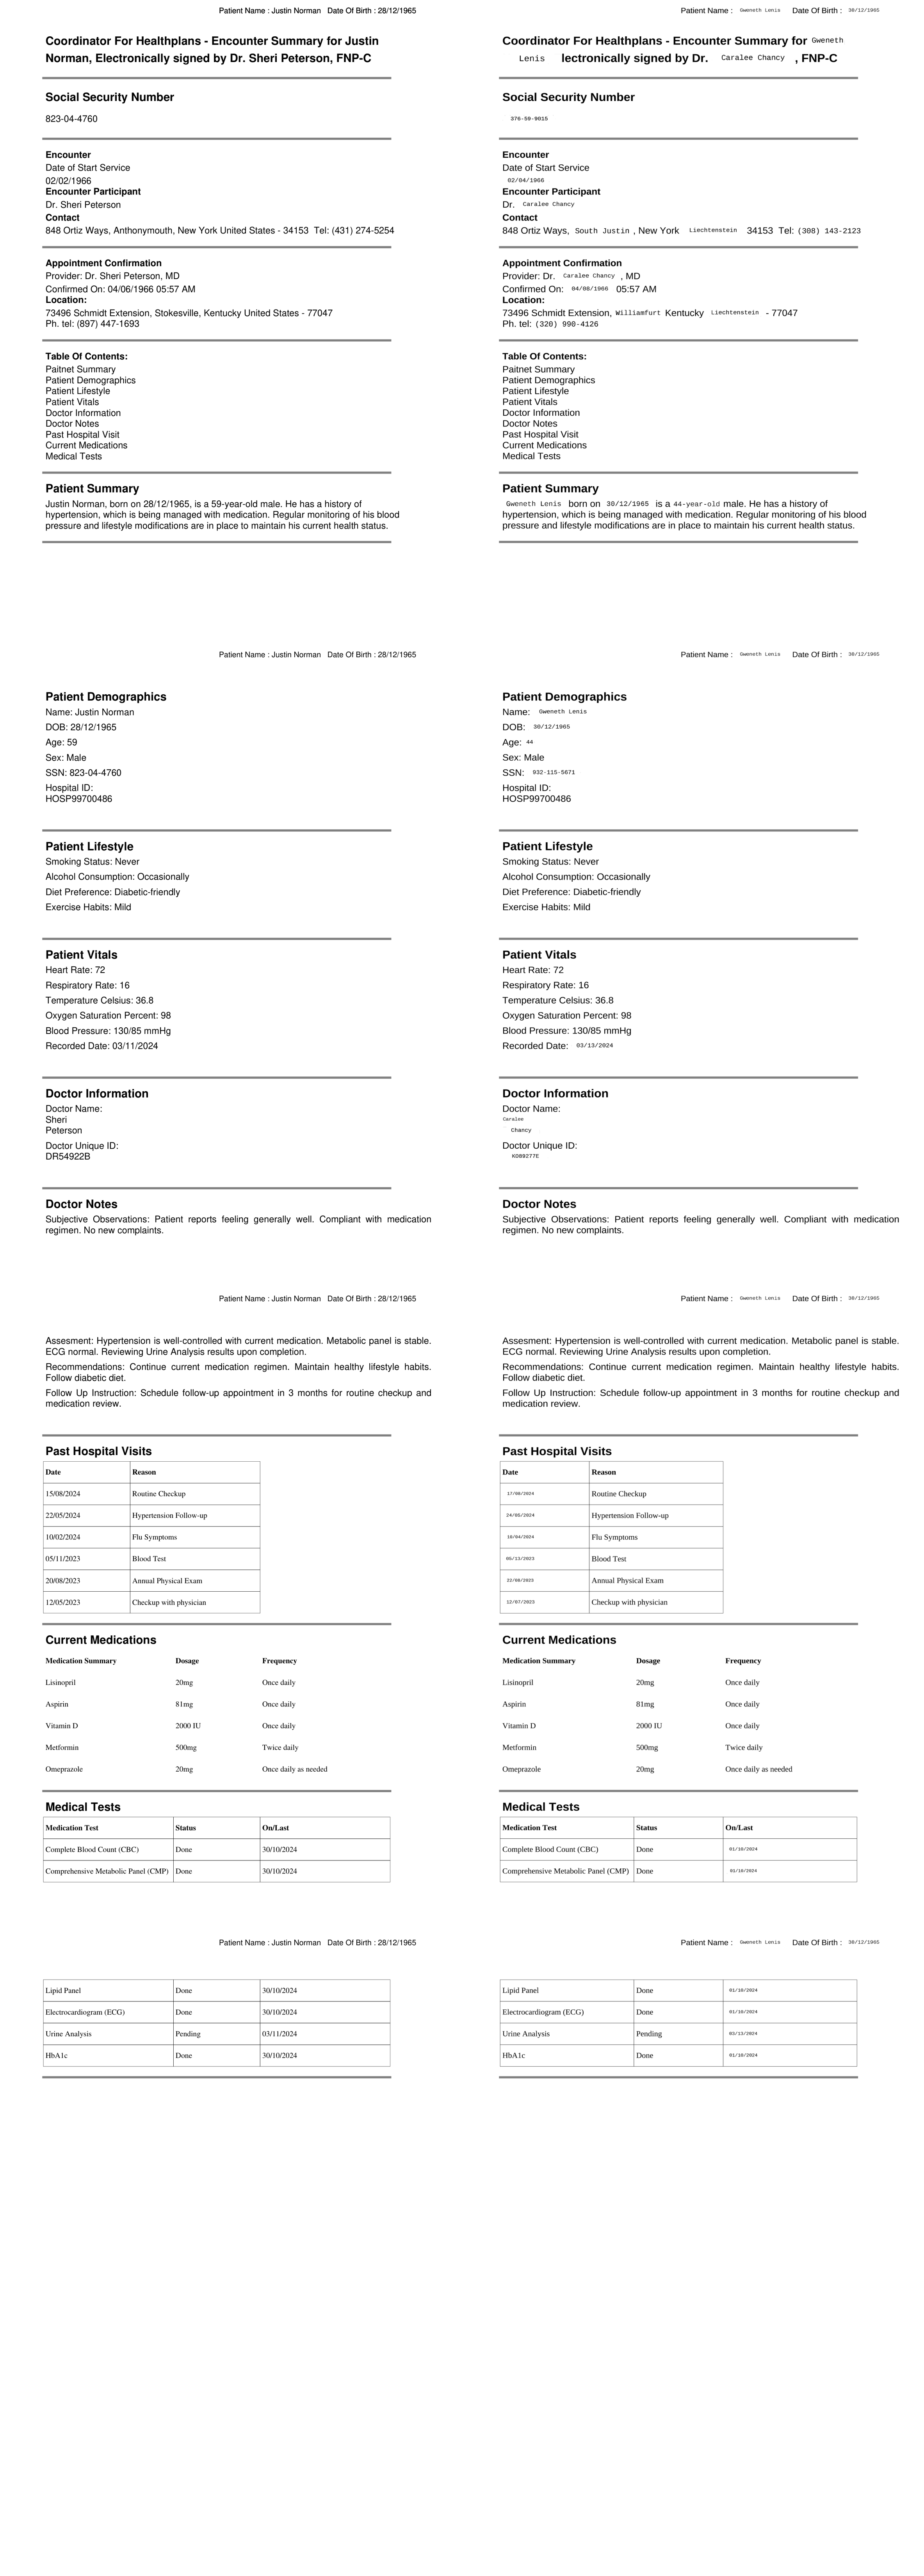 Patient Name : Justin Norman Date Of Birth : 28/12/1965
Coordinator For Healthplans - Encounter Summary for Justin
Norman, Electronically signed by Dr. Sheri Peterson, FNP-C
Social Security Number
823-04-4760
Encounter
Date of Start Service
02/02/1966
Encounter Participant
Dr. Sheri Peterson
Contact
848 Ortiz Ways, Anthonymouth, New York United States - 34153 Tel: (431) 274-5254
Appointment Confirmation
Provider: Dr. Sheri Peterson, MD
Confirmed On: 04/06/1966 05:57 AM
Location:
73496 Schmidt Extension, Stokesville, Kentucky United States - 77047
Ph. tel: (897) 447-1693
Table Of Contents:
Paitnet Summary
Patient Demographics
Patient Lifestyle
Patient Vitals
Doctor Information
Doctor Notes
Past Hospital Visit
Current Medications
Medical Tests
Patient Summary
Justin Norman, born on 28/12/1965, is a 59-year-old male. He has a history of
hypertension, which is being managed with medication. Regular monitoring of his blood
pressure and lifestyle modifications are in place to maintain his current health status.
Patient Name : Gweneth Lenis Date Of Birth : 30/12/1965
Coordinator For Healthplans - Encounter Summary for Gweneth
Lenis lectronically signed by Dr. Caralee Chancy , FNP-C
Social Security Number
376-59-9015
Encounter
Date of Start Service
02/04/1966
Encounter Participant
Dr. Caralee Chancy
Contact
848 Ortiz Ways, South Justin , New York Liechtenstein 34153 Tel: (308) 143-2123
Appointment Confirmation
Provider: Dr. Caralee Chancy , MD
Confirmed On: 04/08/1966 05:57 AM
Location:
73496 Schmidt Extension, Williamfurt Kentucky Liechtenstein - 77047
Ph. tel: (320) 990-4126
Table Of Contents:
Paitnet Summary
Patient Demographics
Patient Lifestyle
Patient Vitals
Doctor Information
Doctor Notes
Past Hospital Visit
Current Medications
Medical Tests
Patient Summary
Gweneth Lenis born on 30/12/1965 is a 44-year-old male. He has a history of
hypertension, which is being managed with medication. Regular monitoring of his blood
pressure and lifestyle modifications are in place to maintain his current health status.
Patient Name : Justin Norman Date Of Birth : 28/12/1965
Patient Demographics
Name: Justin Norman
DOB: 28/12/1965
Age: 59
Sex: Male
SSN: 823-04-4760
Hospital ID:
HOSP99700486
Patient Lifestyle
Smoking Status: Never
Alcohol Consumption: Occasionally
Diet Preference: Diabetic-friendly
Exercise Habits: Mild
Patient Vitals
Heart Rate: 72
Respiratory Rate: 16
Temperature Celsius: 36.8
Oxygen Saturation Percent: 98
Blood Pressure: 130/85 mmHg
Recorded Date: 03/11/2024
Doctor Information
Doctor Name:
Sheri
Peterson
Doctor Unique ID:
DR54922B
Doctor Notes
Subjective Observations: Patient reports feeling generally well. Compliant with medication
regimen. No new complaints.
Patient Name : Gweneth Lenis Date Of Birth : 30/12/1965
Patient Demographics
Name: Gweneth Lenis
DOB: 30/12/1965
Age: 44
Sex: Male
SSN: 932-115-5671
Hospital ID:
HOSP99700486
Patient Lifestyle
Smoking Status: Never
Alcohol Consumption: Occasionally
Diet Preference: Diabetic-friendly
Exercise Habits: Mild
Patient Vitals
Heart Rate: 72
Respiratory Rate: 16
Temperature Celsius: 36.8
Oxygen Saturation Percent: 98
Blood Pressure: 130/85 mmHg
Recorded Date: 03/13/2024
Doctor Information
Doctor Name:
Caralee
Chancy
Doctor Unique ID:
KO89277E
Doctor Notes
Subjective Observations: Patient reports feeling generally well. Compliant with medication
regimen. No new complaints.
Patient Name : Justin Norman Date Of Birth : 28/12/1965
Assesment: Hypertension is well-controlled with current medication. Metabolic panel is stable.
ECG normal. Reviewing Urine Analysis results upon completion.
Recommendations: Continue current medication regimen. Maintain healthy lifestyle habits.
Follow diabetic diet.
Follow Up Instruction: Schedule follow-up appointment in 3 months for routine checkup and
medication review.
Past Hospital Visits
Date Reason
15/08/2024 Routine Checkup
22/05/2024 Hypertension Follow-up
10/02/2024 Flu Symptoms
05/11/2023 Blood Test
20/08/2023 Annual Physical Exam
12/05/2023 Checkup with physician
Current Medications
Medication Summary Dosage Frequency
Lisinopril 20mg Once daily
Aspirin 81mg Once daily
Vitamin D 2000 IU Once daily
Metformin 500mg Twice daily
Omeprazole 20mg Once daily as needed
Medical Tests
Medication Test Status On/Last
Complete Blood Count (CBC) Done 30/10/2024
Comprehensive Metabolic Panel (CMP) Done 30/10/2024
Patient Name : Gweneth Lenis Date Of Birth : 30/12/1965
Assesment: Hypertension is well-controlled with current medication. Metabolic panel is stable.
ECG normal. Reviewing Urine Analysis results upon completion.
Recommendations: Continue current medication regimen. Maintain healthy lifestyle habits.
Follow diabetic diet.
Follow Up Instruction: Schedule follow-up appointment in 3 months for routine checkup and
medication review.
Past Hospital Visits
Date Reason
17/08/2024 Routine Checkup
24/05/2024 Hypertension Follow-up
10/04/2024 Flu Symptoms
05/13/2023 Blood Test
22/08/2023 Annual Physical Exam
12/07/2023 Checkup with physician
Current Medications
Medication Summary Dosage Frequency
Lisinopril 20mg Once daily
Aspirin 81mg Once daily
Vitamin D 2000 IU Once daily
Metformin 500mg Twice daily
Omeprazole 20mg Once daily as needed
Medical Tests
Medication Test Status On/Last
Complete Blood Count (CBC) Done 01/10/2024
Comprehensive Metabolic Panel (CMP) Done 01/10/2024
Patient Name : Justin Norman Date Of Birth : 28/12/1965
Lipid Panel Done 30/10/2024
Electrocardiogram (ECG) Done 30/10/2024
Urine Analysis Pending 03/11/2024
HbA1c Done 30/10/2024
Patient Name : Gweneth Lenis Date Of Birth : 30/12/1965
Lipid Panel Done 01/10/2024
Electrocardiogram (ECG) Done 01/10/2024
Urine Analysis Pending 03/13/2024
HbA1c Done 01/10/2024